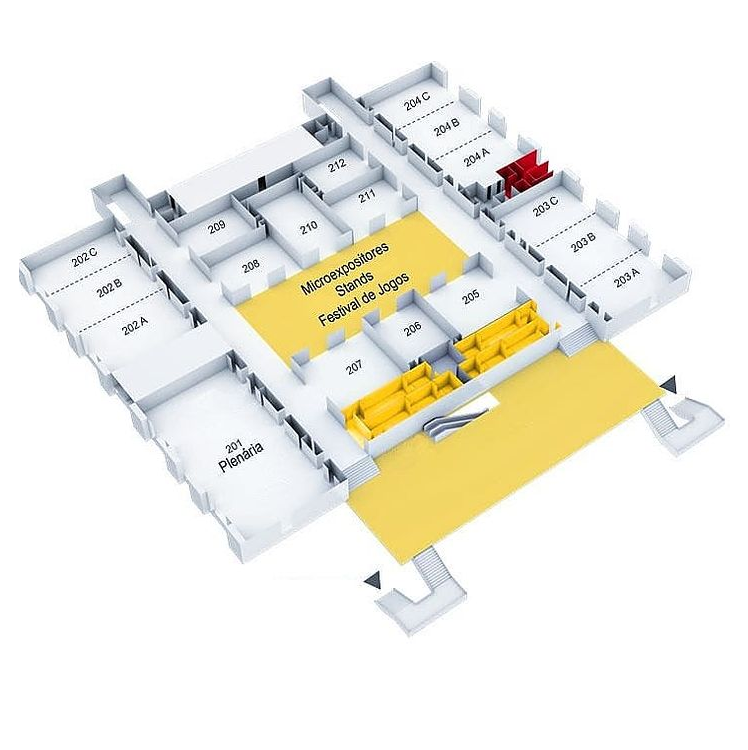 204 C
204 B
204 A
212
211
203 C
203 B
203 A
209
210
208
202 C
202 B
202 A
Microexpositores
Stands
Festival de Jogos
205
206
207
201
Plenária